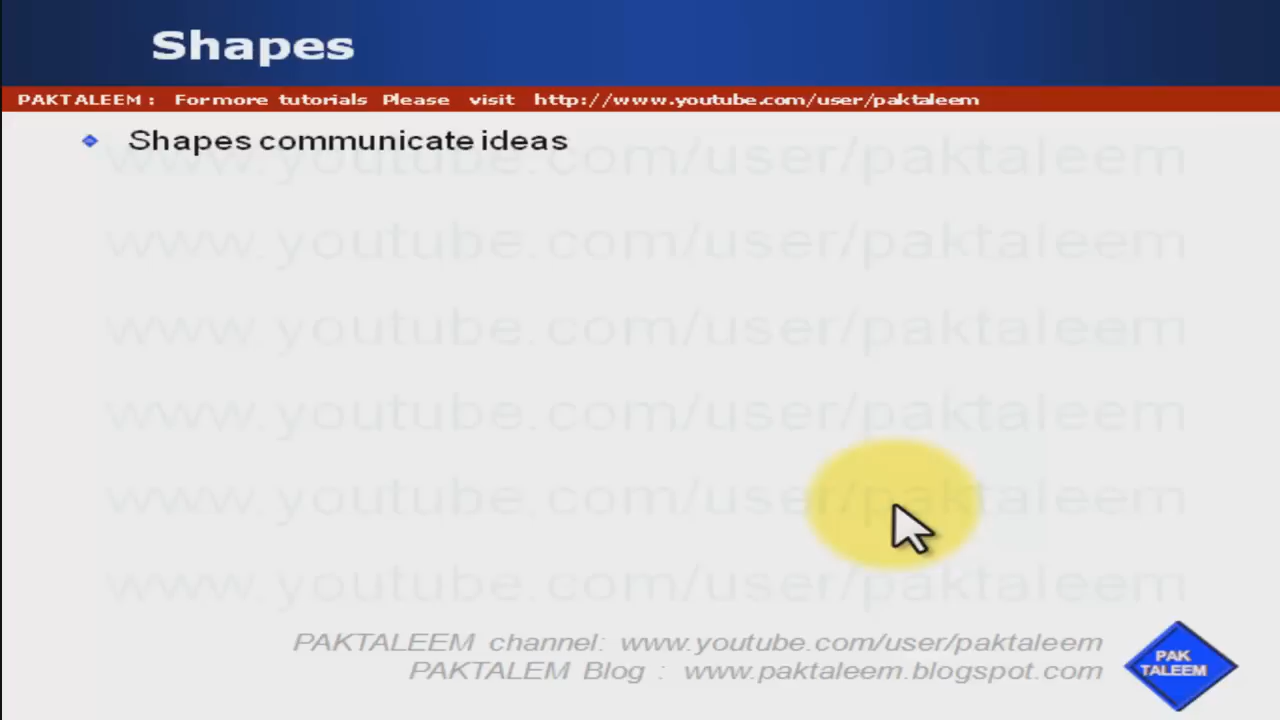 Shapes
PAKTALEEM : For more tutorials Please visit http://www.youtube.com/user/paktaleem
Shapes communicate ideas
www.youtube.com/user/paktaleem
www.youtube.com/user/paktaleem
www.youtube.com/user/paktaleem
www.youtube.com/user/paktaleem
www.youtube.com/user/paktaleem
www.youtube.com/user/paktaleem
PAKTALEEM channel: www.youtube.com/user/paktaleem
PAKTALEM Blog : www.paktaleem.blogspot.com
PAK
TALEEM